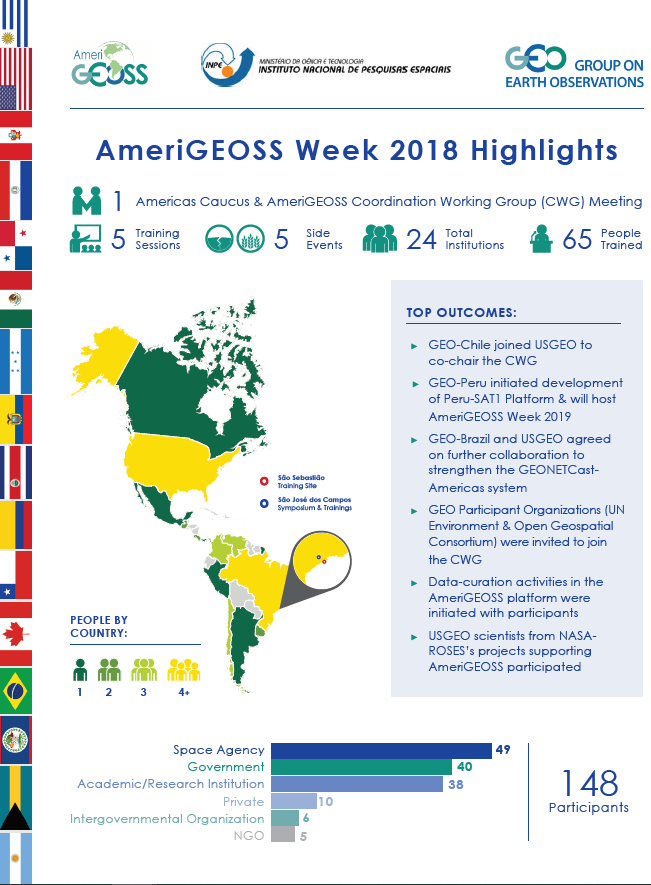 Ameri
GEOSS
INPE
MINISTÉRIO DA CIÊNCIA E TECNOLOGIA
INSTITUTO NACIONAL DE PESQUISAS ESPACIAIS
GEO GROUP ON
EARTH OBSERVATIONS
AmeriGEOSS Week 2018 Highlights
1 Americas Caucus & AmeriGEOSS Coordination Working Group (CWG) Meeting
5 Training Sessions
5 Side Events
24 Total Institutions
65 People Trained
TOP OUTCOMES:
GEO-Chile joined USGEO to
co-chair the CWG
GEO-Peru initiated development
of Peru-SAT1 Platform & will host
AmeriGEOSS Week 2019
GEO-Brazil and USGEO agreed
on further collaboration to
strengthen the GEONETCast-
Americas system
GEO Participant Organizations (UN
Environment & Open Geospatial
Consortium) were invited to join
the CWG
Data-curation activities in the
AmeriGEOSS platform were
initiated with participants
USGEO scientists from NASA-
ROSES's projects supporting
AmeriGEOSS participated
São Sebastião
Training Site
São José dos Campos
Symposium & Trainings
PEOPLE BY
COUNTRY:
1 2 3 4+
Space Agency 49
Government 40
Academic/Research Institution 38
Private 10
Intergovernmental Organization 6
NGO 5
148
Participants